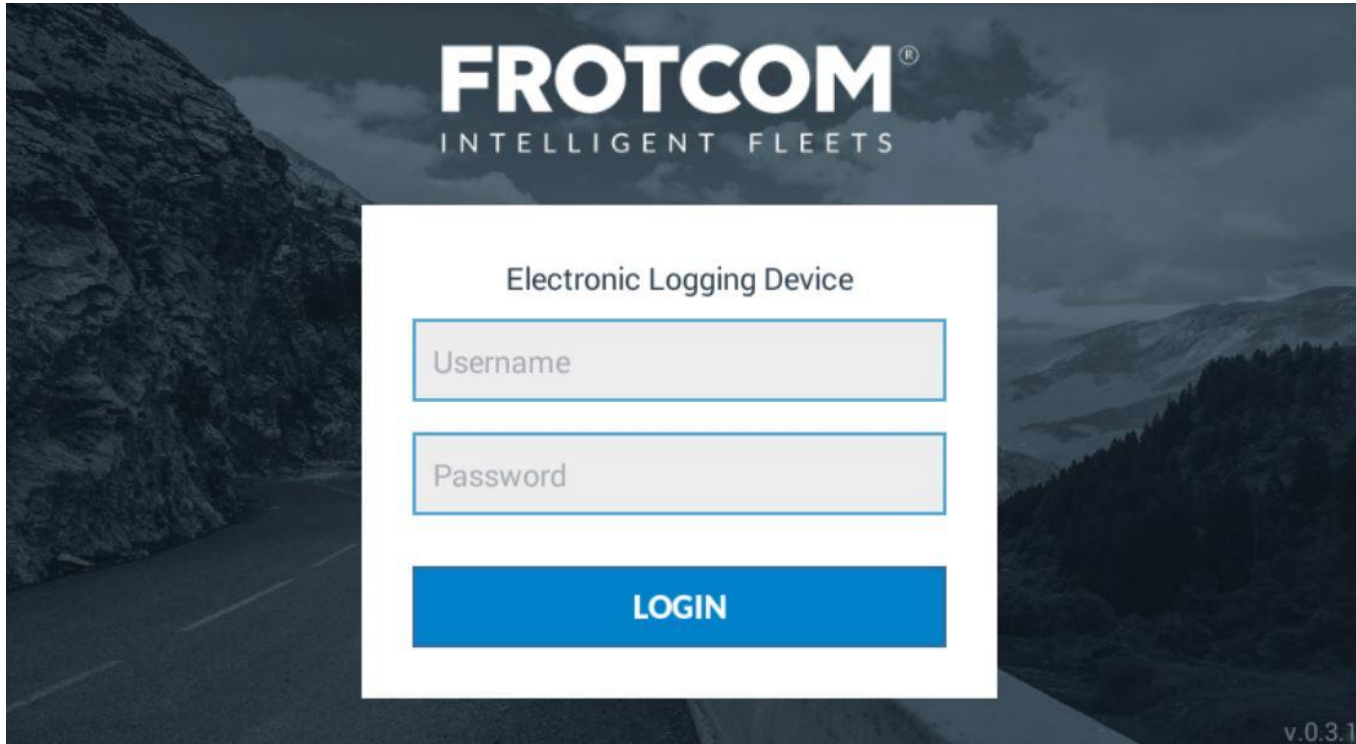 FROTCOM®
INTELLIGENT FLEETS
Electronic Logging Device
Username
Password
LOGIN
v.0.3.1